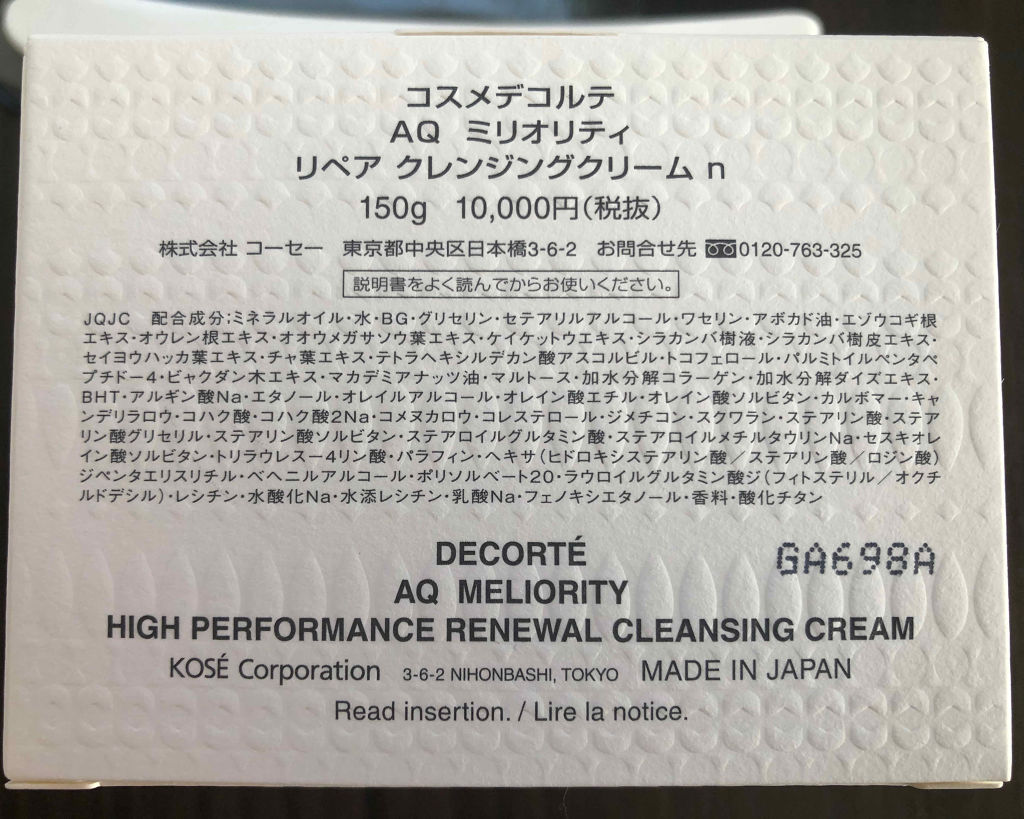 コスメデコルテ
AQ ミリオリティ
リペア クレンジングクリーム n
150g 10,000円(税抜)
株式会社 コーセー 東京都中央区日本橋3-6-2 お問合せ先 0120-763-325
説明書をよく読んでからお使いください。
JQJC 配合成分:ミネラルオイル・水・BG・グリセリン・セテアリルアルコール・ワセリン・アボカド油・エゾウコギ根
エキス・オウレン根エキス・オオウメガサソウ葉エキス・ケイケットウエキス・シラカンバ樹液・シラカンバ樹皮エキス・
セイヨウハッカ葉エキス・チャ葉エキス・テトラヘキシルデカン酸アスコルビル・トコフェロール・パルミトイルペンタペ
プチド-4・ビャクダン木エキス・マカデミアナッツ油・マルトース・加水分解コラーゲン・加水分解ダイズエキス・
BHT・アルギン酸Na・エタノール・オレイルアルコール・オレイン酸エチル・オレイン酸ソルビタン・カルボマー・キャ
ンデリラロウ・コハク酸・コハク酸2Na・コメヌカロウ・コレステロール・ジメチコン・スクワラン・ステアリン酸・ステア
リン酸グリセリル・ステアリン酸ソルビタン・ステアロイルグルタミン酸・ステアロイルメチルタウリンNa・セスキオレ
イン酸ソルビタン・トリラウレス-4リン酸・パラフィン・ヘキサ(ヒドロキシステアリン酸/ステアリン酸/ロジン酸)
ジペンタエリスリチル・ベヘニルアルコール・ポリソルベート20・ラウロイルグルタミン酸ジ(フィトステリル/オクチ
ルドデシル)・レシチン・水酸化Na・水添レシチン・乳酸Na・フェノキシエタノール・香料・酸化チタン
DECORTÉ
GA698A
AQ MELIORITY
HIGH PERFORMANCE RENEWAL CLEANSING CREAM
KOSÉ Corporation 3-6-2 NIHONBASHI, TOKYO MADE IN JAPAN
Read insertion. / Lire la notice.